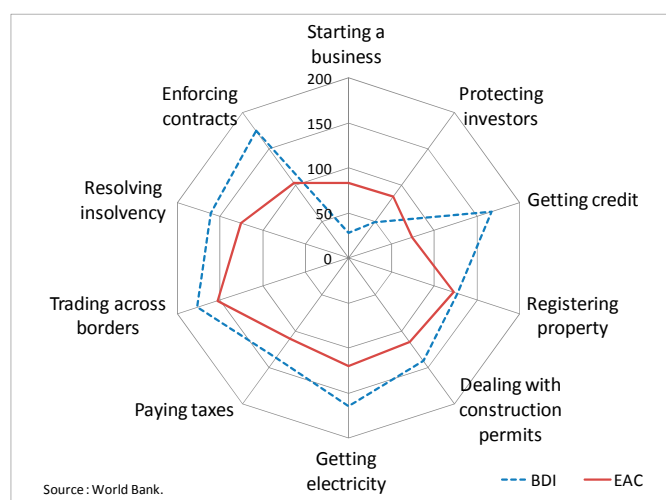 Starting a
business
Protecting
investors
Getting credit
Registering
property
Dealing with
construction
permits
Getting
electricity
Paying taxes
Trading across
borders
Resolving
insolvency
Enforcing
contracts
200
150
100
50
0
Source : World Bank.
BDI
EAC